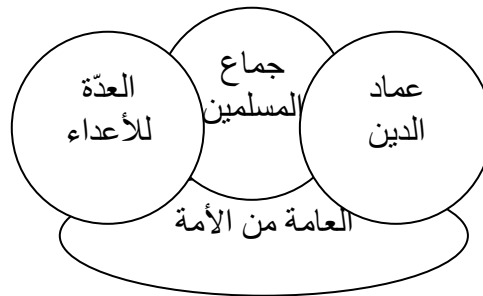 عماد
الدين
جماع
المسلمين
العدّة
للأعداء
العامة من الأمة